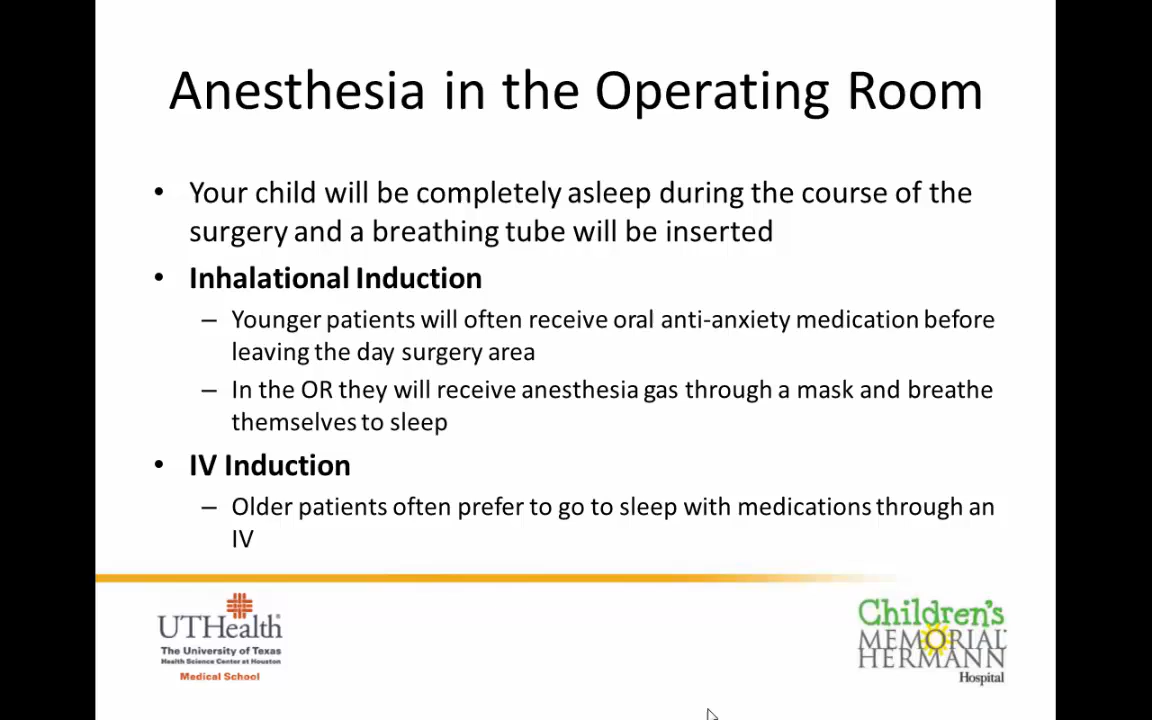 Anesthesia in the Operating Room
• Your child will be completely asleep during the course of the
surgery and a breathing tube will be inserted
• Inhalational Induction
– Younger patients will often receive oral anti-anxiety medication before
leaving the day surgery area
– In the OR they will receive anesthesia gas through a mask and breathe
themselves to sleep
• IV Induction
– Older patients often prefer to go to sleep with medications through an
IV
UTHealth
The University of Texas
Health Science Center at Houston
Medical School
Children's
MEMORIAL
HERMANN
Hospital